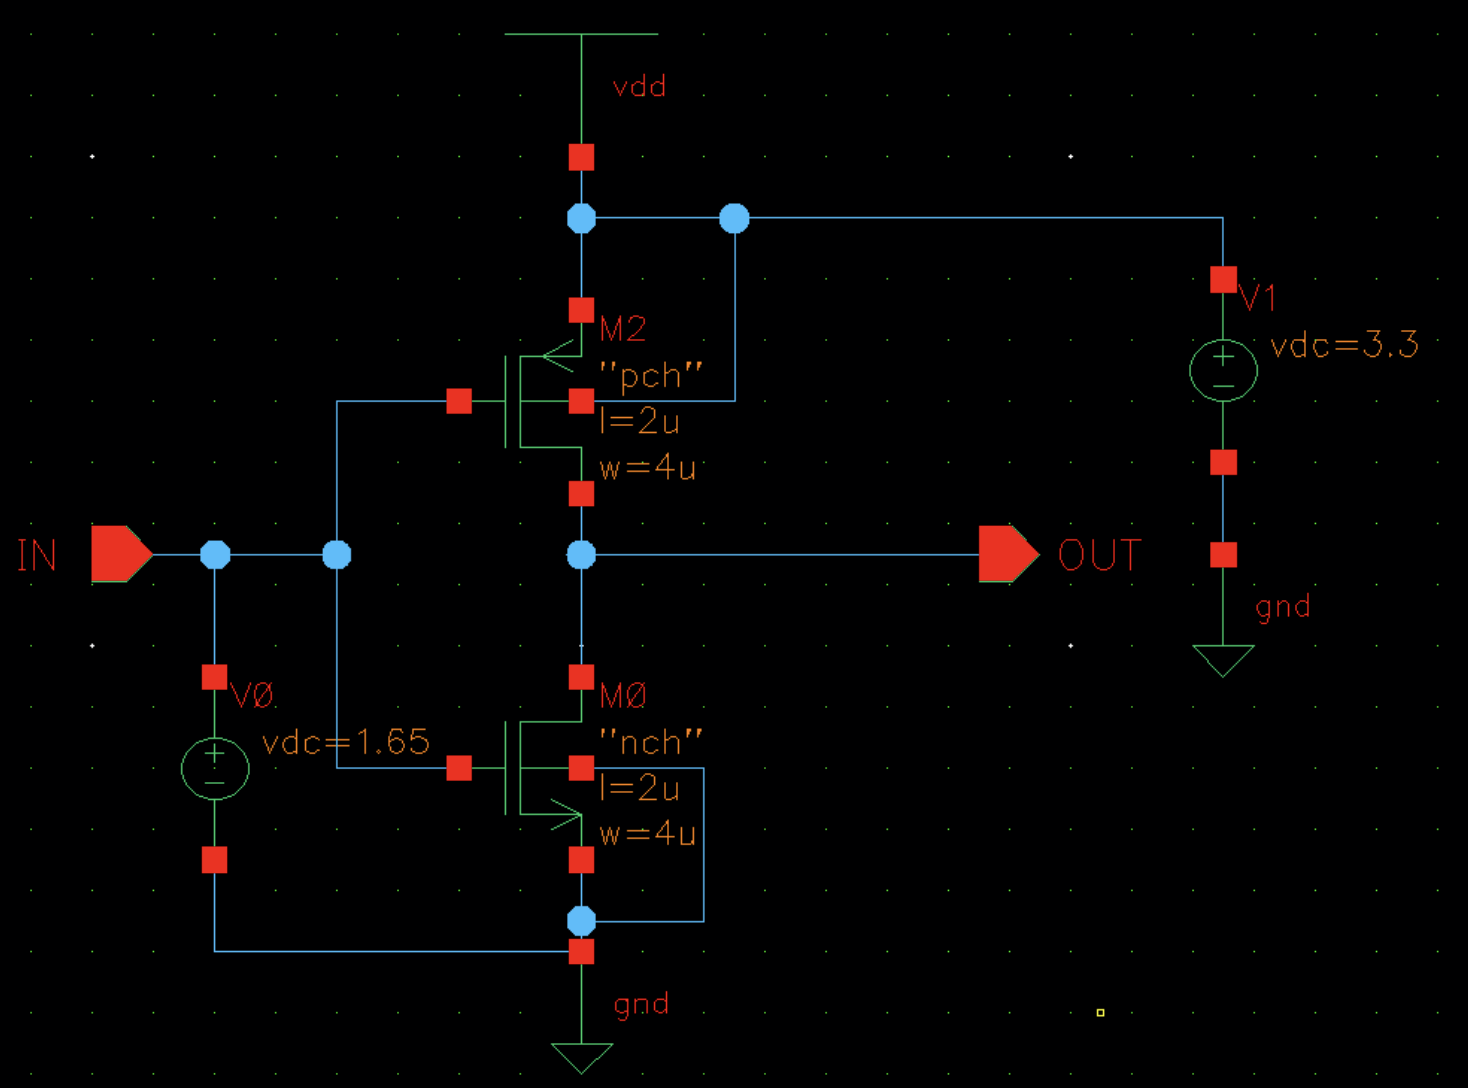 vdd
M2
"pch"
l=2u
w=4u
V1
vdc=3.3
gnd
IN
OUT
V0
vdc=1.65
M0
"nch"
l=2u
w=4u
gnd